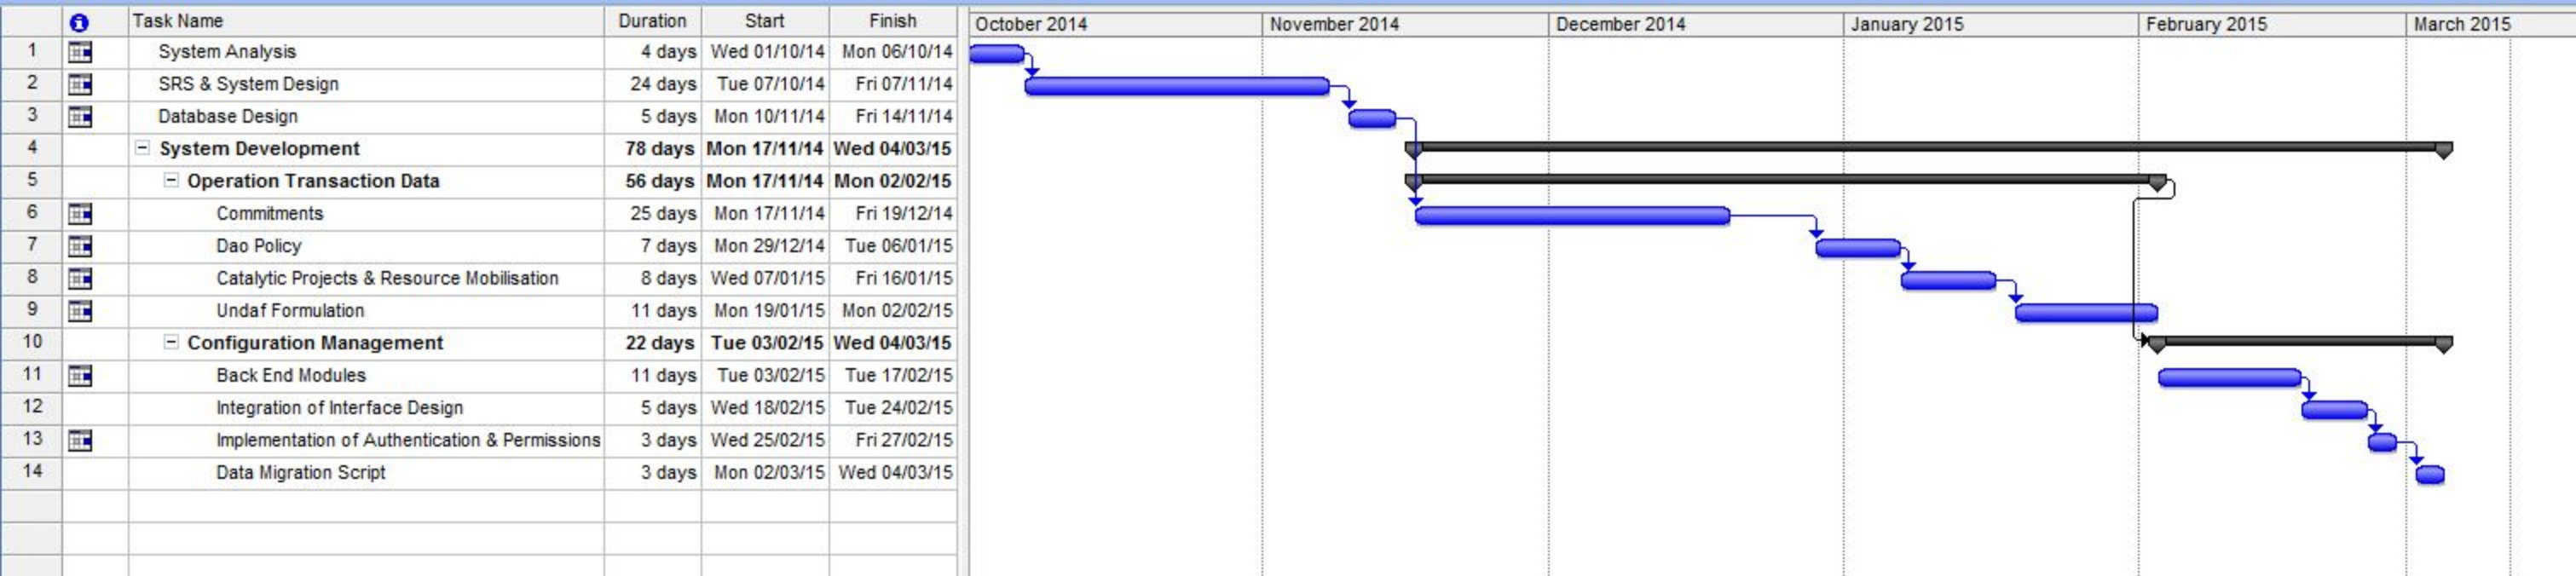 Task Name Duration Start Finish October 2014 November 2014 December 2014 January 2015 February 2015 March 2015
1 System Analysis 4 days Wed 01/10/14 Mon 06/10/14
2 SRS & System Design 24 days Tue 07/10/14 Fri 07/11/14
3 Database Design 5 days Mon 10/11/14 Fri 14/11/14
4 System Development 78 days Mon 17/11/14 Wed 04/03/15
5 Operation Transaction Data 56 days Mon 17/11/14 Mon 02/02/15
6 Commitments 25 days Mon 17/11/14 Fri 19/12/14
7 Dao Policy 7 days Mon 29/12/14 Tue 06/01/15
8 Catalytic Projects & Resource Mobilisation 8 days Wed 07/01/15 Fri 16/01/15
9 Undaf Formulation 11 days Mon 19/01/15 Mon 02/02/15
10 Configuration Management 22 days Tue 03/02/15 Wed 04/03/15
11 Back End Modules 11 days Tue 03/02/15 Tue 17/02/15
12 Integration of Interface Design 5 days Wed 18/02/15 Tue 24/02/15
13 Implementation of Authentication & Permissions 3 days Wed 25/02/15 Fri 27/02/15
14 Data Migration Script 3 days Mon 02/03/15 Wed 04/03/15